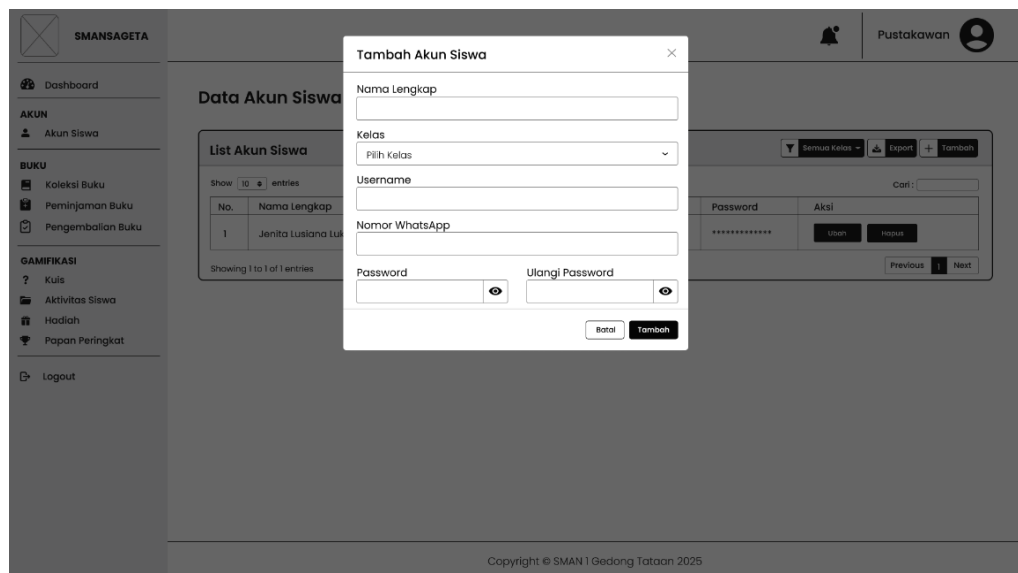 SMANSAGETA
Pustakawan
Dashboard
AKUN
Akun Siswa
BUKU
Koleksi Buku
Peminjaman Buku
Pengembalian Buku
GAMIFIKASI
? Kuis
Aktivitas Siswa
Hadiah
Papan Peringkat
Logout
Data Akun Siswa
List Akun Siswa
Semua Kelas
Export
+ Tambah
Show 10 entries
Cari :
No. Nama Lengkap Password Aksi
1 Jenita Lusiana Luk ************* Ubah Hapus
Showing 1 to 1 of 1 entries
Previous 1 Next
Tambah Akun Siswa
Nama Lengkap
Kelas
Pilih Kelas
Username
Nomor WhatsApp
Password Ulangi Password
Batal Tambah
Copyright © SMAN 1 Gedong Tataan 2025